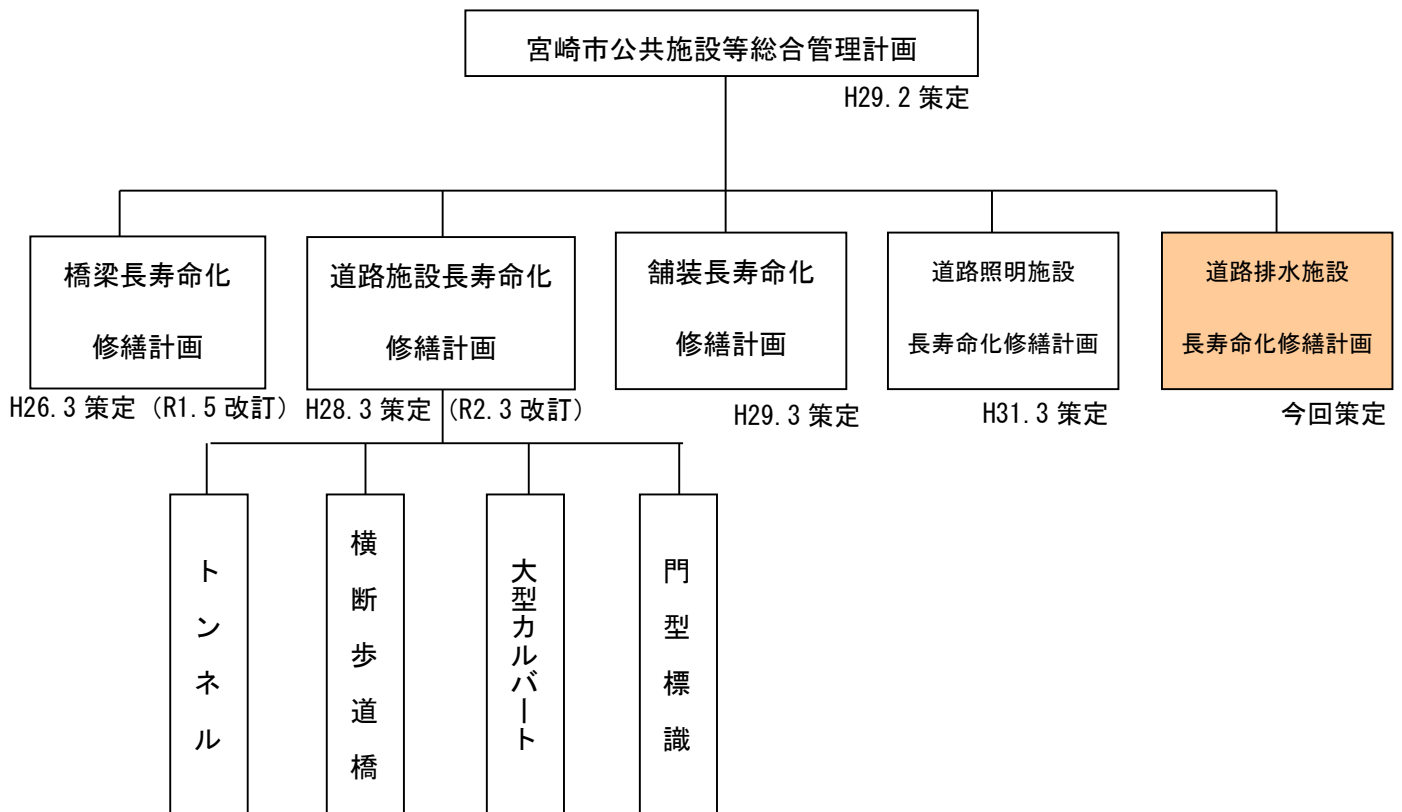 宮崎市公共施設等総合管理計画
H29.2 策定
橋梁長寿命化
修繕計画
H26.3 策定（R1.5 改訂）
道路施設長寿命化
修繕計画
H28.3 策定（R2.3 改訂）
舗装長寿命化
修繕計画
H29.3 策定
道路照明施設
長寿命化修繕計画
H31.3 策定
道路排水施設
長寿命化修繕計画
今回策定
トンネル
横断歩道橋
大型カルバート
門型標識